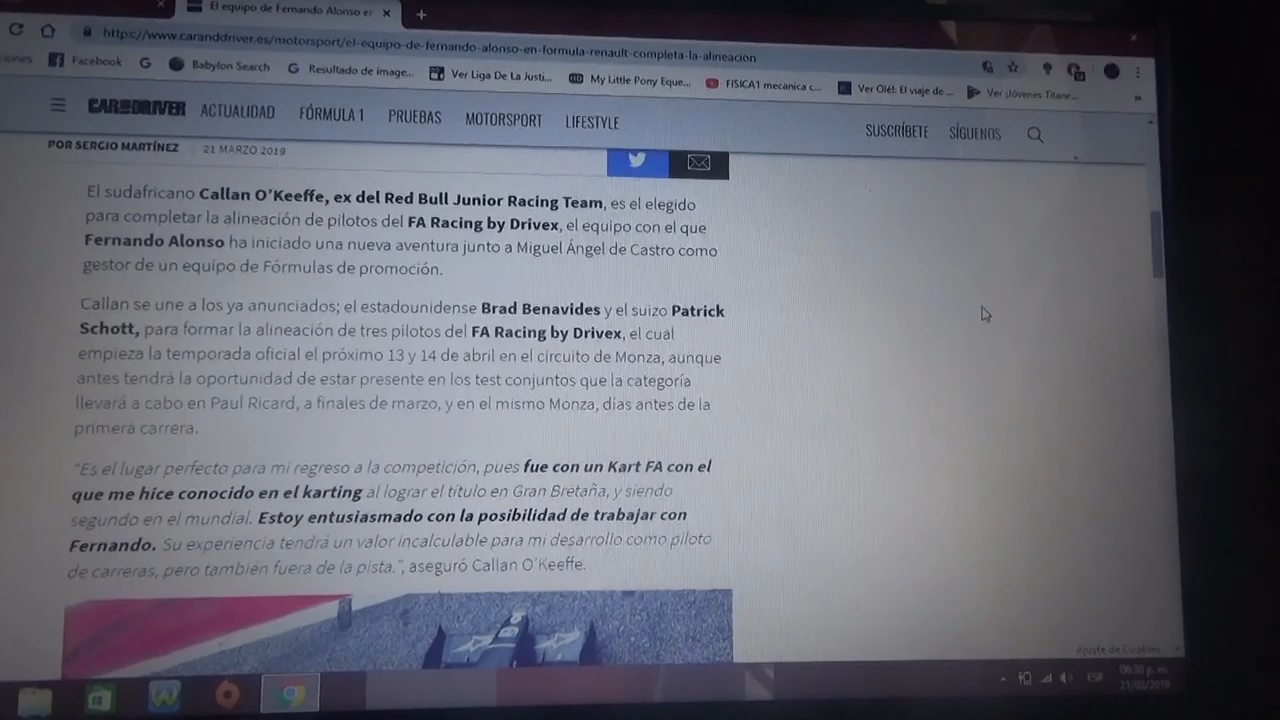 El equipo de Fernando Alonso e
https://www.caranddriver.es/motorsport/el-equipo-de-fernando-alonso-en-formula-renault-completa-la-alineacion
ciones Facebook Babylon Search Resultado de image... Ver Liga De La Justi... My Little Pony Eque... FISICA1 mecanica c... Ver Olé!: El viaje de ... Ver ¡Jóvenes Titane...
CAR AND DRIVER ACTUALIDAD FÓRMULA 1 PRUEBAS MOTORSPORT LIFESTYLE SUSCRÍBETE SÍGUENOS
POR SERGIO MARTÍNEZ 21 MARZO 2019
El sudafricano Callan O'Keeffe, ex del Red Bull Junior Racing Team, es el elegido
para completar la alineación de pilotos del FA Racing by Drivex, el equipo con el que
Fernando Alonso ha iniciado una nueva aventura junto a Miguel Ángel de Castro como
gestor de un equipo de Fórmulas de promoción.
Callan se une a los ya anunciados; el estadounidense Brad Benavides y el suizo Patrick
Schott, para formar la alineación de tres pilotos del FA Racing by Drivex, el cual
empieza la temporada oficial el próximo 13 y 14 de abril en el circuito de Monza, aunque
antes tendrá la oportunidad de estar presente en los test conjuntos que la categoría
llevará a cabo en Paul Ricard, a finales de marzo, y en el mismo Monza, días antes de la
primera carrera.
"Es el lugar perfecto para mi regreso a la competición, pues fue con un Kart FA con el
que me hice conocido en el karting al lograr el título en Gran Bretaña, y siendo
segundo en el mundial. Estoy entusiasmado con la posibilidad de trabajar con
Fernando. Su experiencia tendrá un valor incalculable para mi desarrollo como piloto
de carreras, pero también fuera de la pista.", aseguró Callan O'Keeffe.
Ajuste de Cookies
ESP
21/03/2019